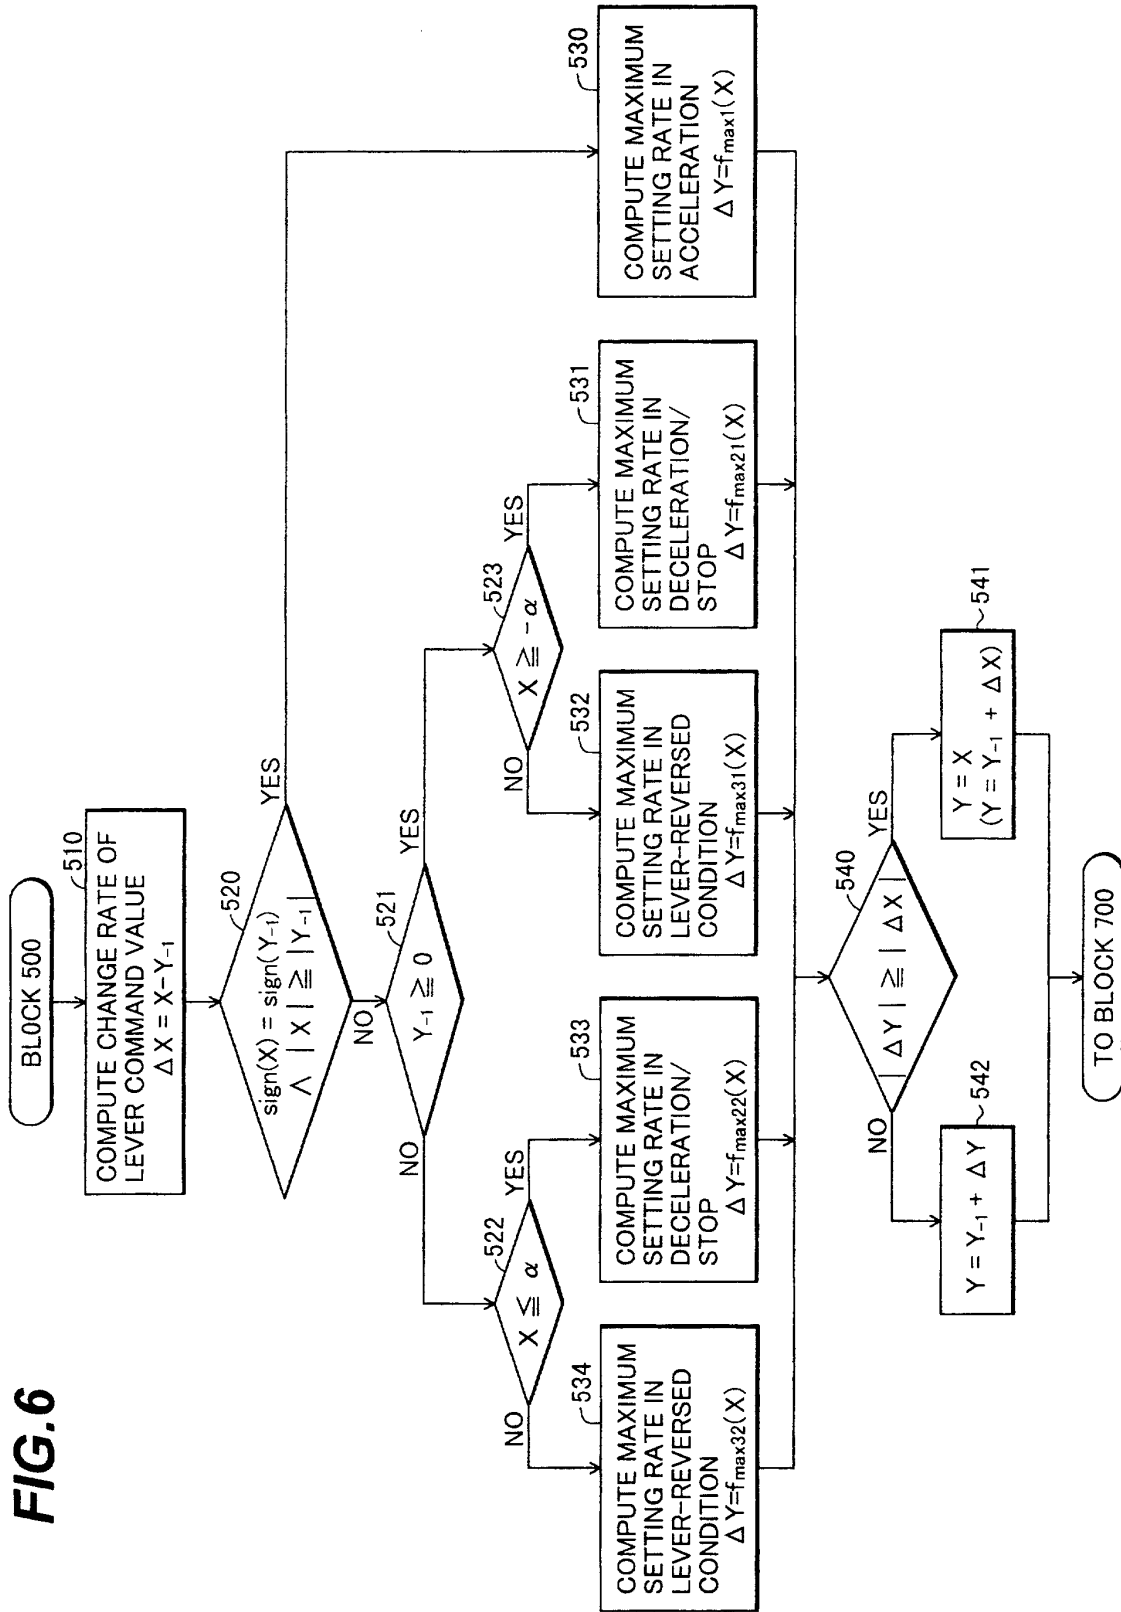 FIG.6
BLOCK 500
510
COMPUTE CHANGE RATE OF
LEVER COMMAND VALUE
ΔX = X-Y-1
520
sign(X) = sign(Y-1)
∧ |X| ≧ |Y-1|
YES
NO
521
Y-1 ≧ 0
NO
YES
522
X ≦ α
NO
YES
523
X ≧ -α
NO
YES
534
COMPUTE MAXIMUM
SETTING RATE IN
LEVER-REVERSED
CONDITION
ΔY=fmax32(X)
533
COMPUTE MAXIMUM
SETTING RATE IN
DECELERATION/
STOP
ΔY=fmax22(X)
532
COMPUTE MAXIMUM
SETTING RATE IN
LEVER-REVERSED
CONDITION
ΔY=fmax31(X)
531
COMPUTE MAXIMUM
SETTING RATE IN
DECELERATION/
STOP
ΔY=fmax21(X)
530
COMPUTE MAXIMUM
SETTING RATE IN
ACCELERATION
ΔY=fmax1(X)
540
|ΔY| ≧ |ΔX|
NO
YES
542
Y = Y-1 + ΔY
541
Y = X
(Y = Y-1 + ΔX)
TO BLOCK 700